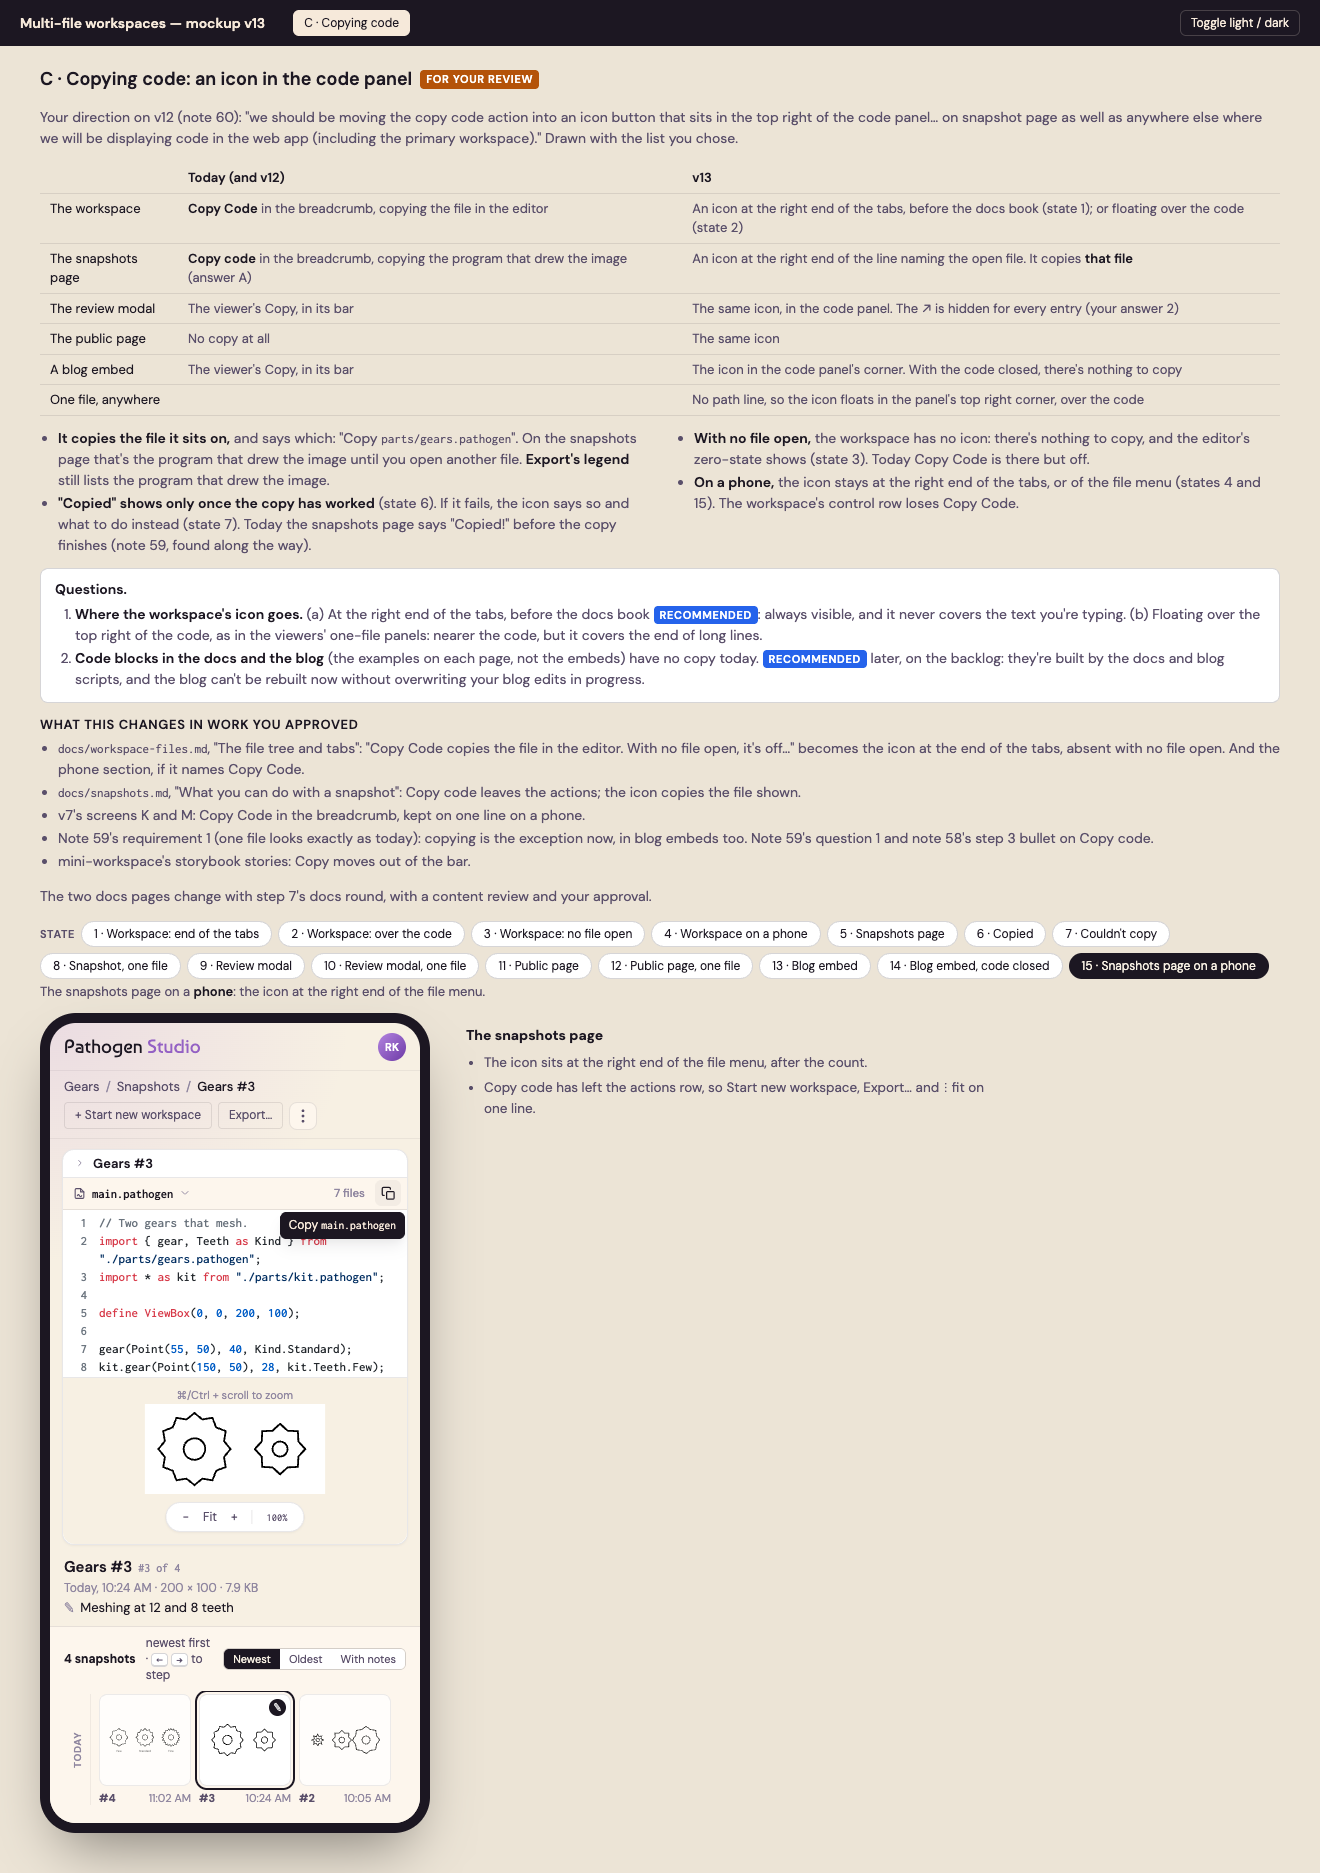 Multi-file workspaces — mockup v13
C · Copying code
Toggle light / dark
C · Copying code: an icon in the code panel FOR YOUR REVIEW
Your direction on v12 (note 60): "we should be moving the copy code action into an icon button that sits in the top right of the code panel… on snapshot page as well as anywhere else where
we will be displaying code in the web app (including the primary workspace)." Drawn with the list you chose.
Today (and v12) v13
The workspace Copy Code in the breadcrumb, copying the file in the editor An icon at the right end of the tabs, before the docs book (state 1); or floating over the code
(state 2)
The snapshots Copy code in the breadcrumb, copying the program that drew the image An icon at the right end of the line naming the open file. It copies that file
page (answer A)
The review modal The viewer's Copy, in its bar The same icon, in the code panel. The ↗ is hidden for every entry (your answer 2)
The public page No copy at all The same icon
A blog embed The viewer's Copy, in its bar The icon in the code panel's corner. With the code closed, there's nothing to copy
One file, anywhere No path line, so the icon floats in the panel's top right corner, over the code
• It copies the file it sits on, and says which: "Copy parts/gears.pathogen". On the snapshots
page that's the program that drew the image until you open another file. Export's legend
still lists the program that drew the image.
• "Copied" shows only once the copy has worked (state 6). If it fails, the icon says so and
what to do instead (state 7). Today the snapshots page says "Copied!" before the copy
finishes (note 59, found along the way).
• With no file open, the workspace has no icon: there's nothing to copy, and the editor's
zero-state shows (state 3). Today Copy Code is there but off.
• On a phone, the icon stays at the right end of the tabs, or of the file menu (states 4 and
15). The workspace's control row loses Copy Code.
Questions.
1. Where the workspace's icon goes. (a) At the right end of the tabs, before the docs book RECOMMENDED: always visible, and it never covers the text you're typing. (b) Floating over the
top right of the code, as in the viewers' one-file panels: nearer the code, but it covers the end of long lines.
2. Code blocks in the docs and the blog (the examples on each page, not the embeds) have no copy today. RECOMMENDED later, on the backlog: they're built by the docs and blog
scripts, and the blog can't be rebuilt now without overwriting your blog edits in progress.
WHAT THIS CHANGES IN WORK YOU APPROVED
• docs/workspace-files.md, "The file tree and tabs": "Copy Code copies the file in the editor. With no file open, it's off…" becomes the icon at the end of the tabs, absent with no file open. And the
phone section, if it names Copy Code.
• docs/snapshots.md, "What you can do with a snapshot": Copy code leaves the actions; the icon copies the file shown.
• v7's screens K and M: Copy Code in the breadcrumb, kept on one line on a phone.
• Note 59's requirement 1 (one file looks exactly as today): copying is the exception now, in blog embeds too. Note 59's question 1 and note 58's step 3 bullet on Copy code.
• mini-workspace's storybook stories: Copy moves out of the bar.
The two docs pages change with step 7's docs round, with a content review and your approval.
STATE 1 · Workspace: end of the tabs 2 · Workspace: over the code 3 · Workspace: no file open 4 · Workspace on a phone 5 · Snapshots page 6 · Copied 7 · Couldn't copy
8 · Snapshot, one file 9 · Review modal 10 · Review modal, one file 11 · Public page 12 · Public page, one file 13 · Blog embed 14 · Blog embed, code closed 15 · Snapshots page on a phone
The snapshots page on a phone: the icon at the right end of the file menu.
Pathogen Studio RK
Gears / Snapshots / Gears #3
+ Start new workspace Export… ⋮
› Gears #3
main.pathogen 7 files
Copy main.pathogen
1 // Two gears that mesh.
2 import { gear, Teeth as Kind } from
"./parts/gears.pathogen";
3 import * as kit from "./parts/kit.pathogen";
4
5 define ViewBox(0, 0, 200, 100);
6
7 gear(Point(55, 50), 40, Kind.Standard);
8 kit.gear(Point(150, 50), 28, kit.Teeth.Few);
⌘/Ctrl + scroll to zoom
− Fit + 100%
Gears #3 #3 of 4
Today, 10:24 AM · 200 × 100 · 7.9 KB
✎ Meshing at 12 and 8 teeth
4 snapshots
newest first
· ← → to
step
Newest Oldest With notes
TODAY
#4 11:02 AM #3 10:24 AM #2 10:05 AM
The snapshots page
• The icon sits at the right end of the file menu, after the count.
• Copy code has left the actions row, so Start new workspace, Export… and ⋮ fit on
one line.